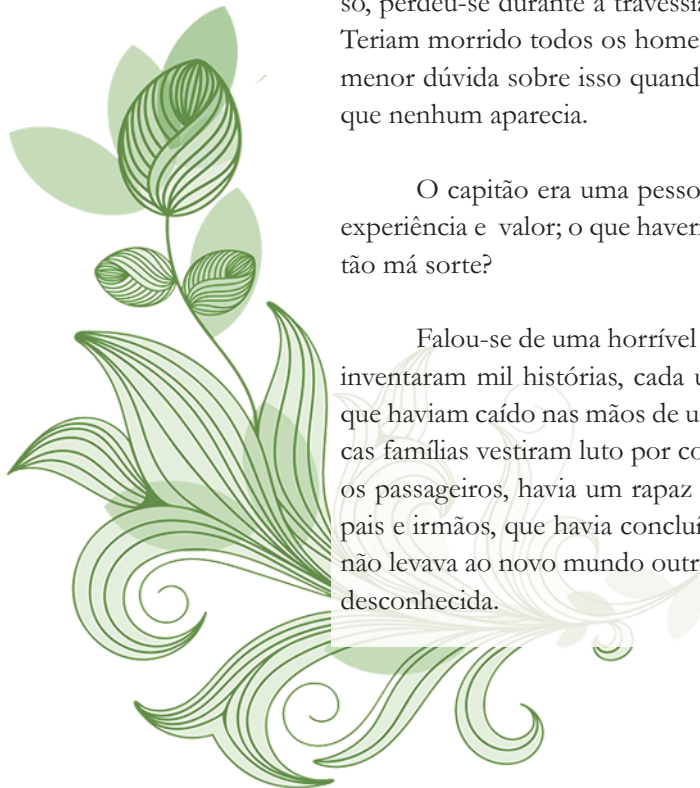 so, perdeu-se durante a travessia
Teriam morrido todos os home
menor dúvida sobre isso quand
que nenhum aparecia.
O capitão era uma pesso
experiência e valor; o que haveri
tão má sorte?
Falou-se de uma horrível
inventaram mil histórias, cada u
que haviam caído nas mãos de u
cas famílias vestiram luto por co
os passageiros, havia um rapaz
pais e irmãos, que havia concluí
não levava ao novo mundo outr
desconhecida.